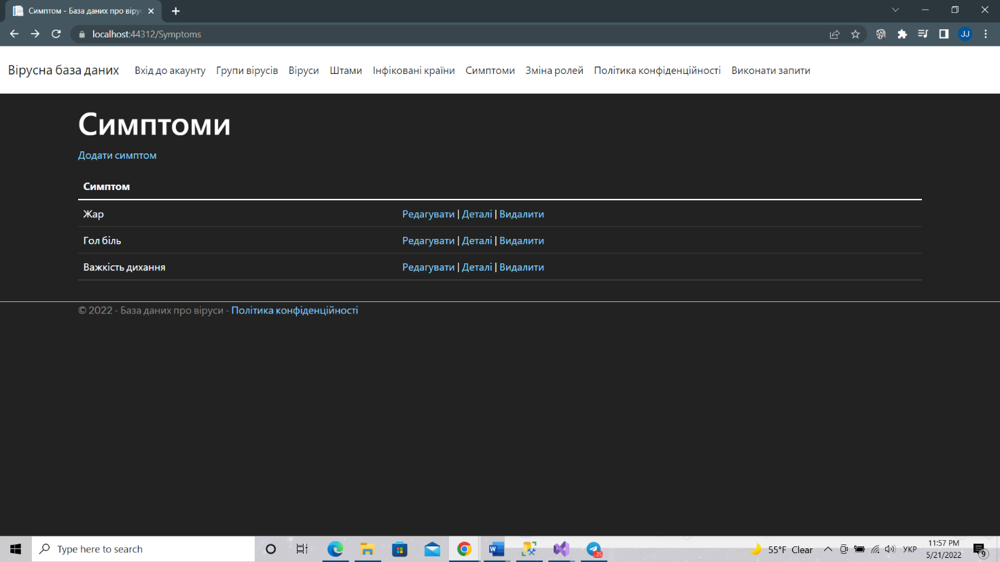 Симптом - База даних про віру
localhost:44312/Symptoms
JJ
Вірусна база даних Вхід до акаунту Групи вірусів Віруси Штами Інфіковані країни Симптоми Зміна ролей Політика конфіденційності Виконати запити
Симптоми
Додати симптом
Симптом
Жар Редагувати | Деталі | Видалити
Гол біль Редагувати | Деталі | Видалити
Важкість дихання Редагувати | Деталі | Видалити
© 2022 - База даних про віруси - Політика конфіденційності
Type here to search
W
.25
55°F Clear
УКР
11:57 PM
5/21/2022
9